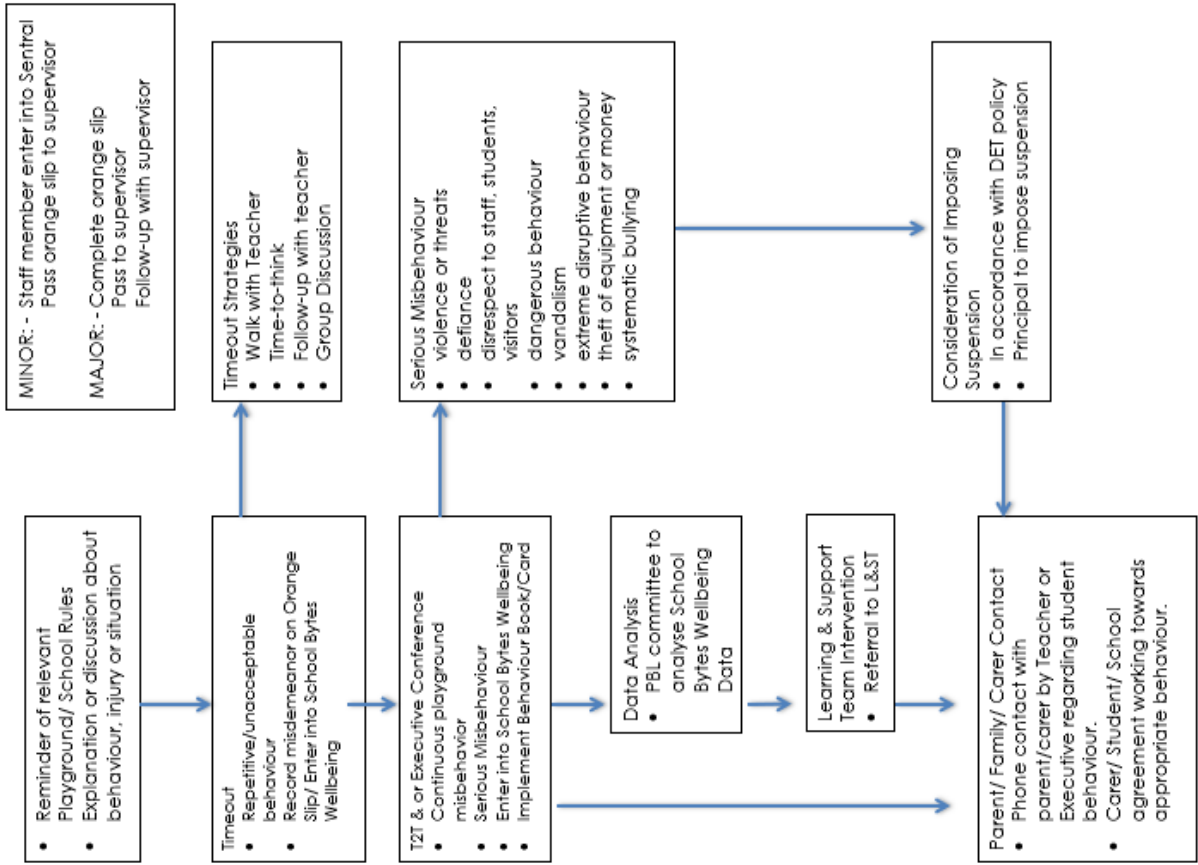 • Reminder of relevant
Playground/ School Rules
• Explanation or discussion about
behaviour, injury or situation
MINOR: - Staff member enter into Sentral
Pass orange slip to supervisor
MAJOR: - Complete orange slip
Pass to supervisor
Follow-up with supervisor
Timeout
• Repetitive/unacceptable
behaviour
• Record misdemeanor on Orange
Slip/ Enter into School Bytes
Wellbeing
Timeout Strategies
• Walk with Teacher
• Time-to-think
• Follow-up with teacher
• Group Discussion
T2T & or Executive Conference
• Continuous playground
misbehavior
• Serious Misbehaviour
• Enter into School Bytes Wellbeing
• Implement Behaviour Book/Card
Serious Misbehaviour
• violence or threats
• defiance
• disrespect to staff, students,
visitors
• dangerous behaviour
• vandalism
• extreme disruptive behaviour
• theft of equipment or money
• systematic bullying
Data Analysis
• PBL committee to
analyse School
Bytes Wellbeing
Data
Learning & Support
Team Intervention
• Referral to L&ST
Consideration of Imposing
Suspension
• In accordance with DET policy
• Principal to impose suspension
Parent/ Family/ Carer Contact
• Phone contact with
parent/carer by Teacher or
Executive regarding student
behaviour.
• Carer/ Student/ School
agreement working towards
appropriate behaviour.